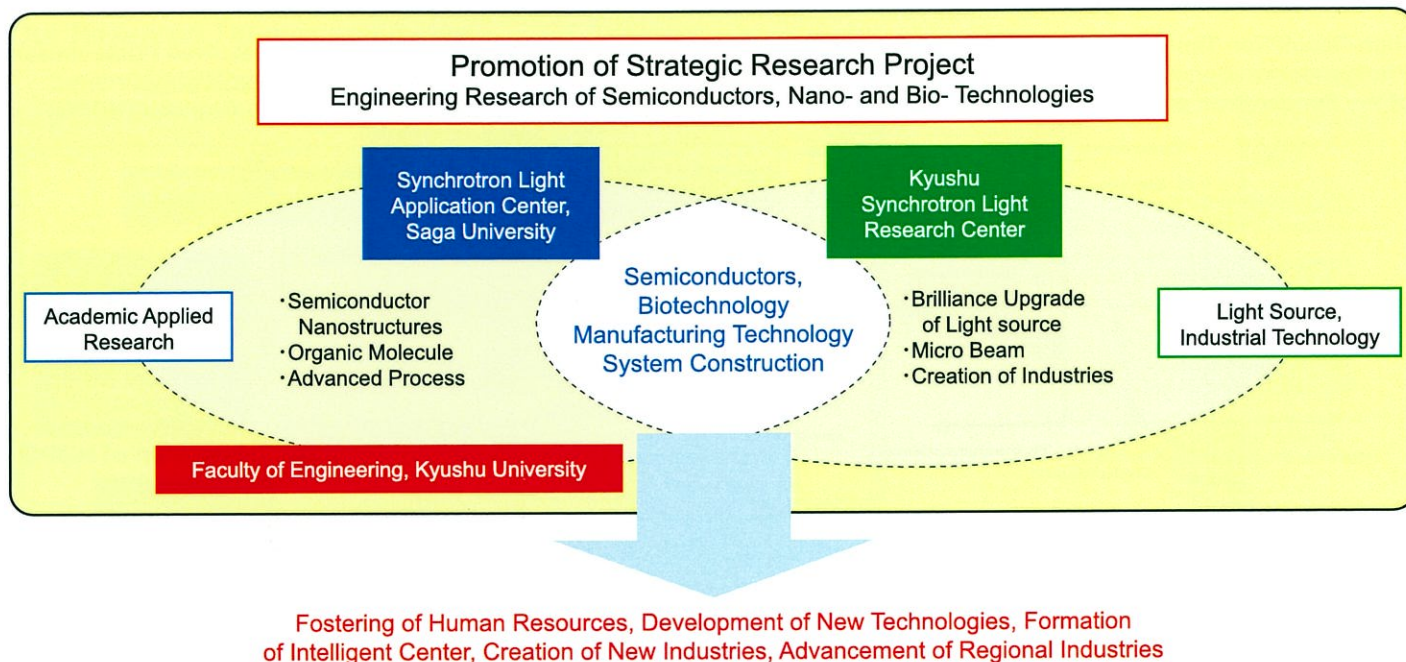 Promotion of Strategic Research Project
Engineering Research of Semiconductors, Nano- and Bio- Technologies
Synchrotron Light
Application Center,
Saga University
Kyushu
Synchrotron Light
Research Center
Academic Applied
Research
・Semiconductor
Nanostructures
・Organic Molecule
・Advanced Process
Semiconductors,
Biotechnology
Manufacturing Technology
System Construction
・Brilliance Upgrade
of Light source
・Micro Beam
・Creation of Industries
Light Source,
Industrial Technology
Faculty of Engineering, Kyushu University
Fostering of Human Resources, Development of New Technologies, Formation
of Intelligent Center, Creation of New Industries, Advancement of Regional Industries